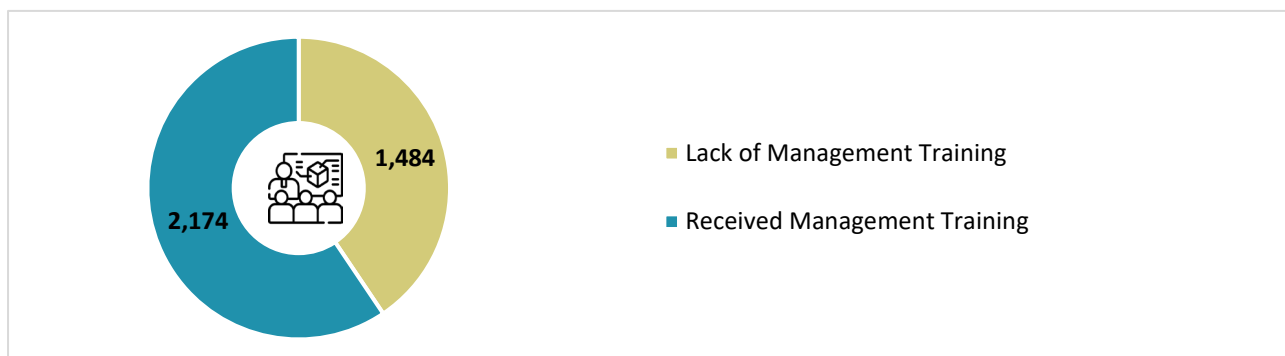 1,484
2,174
Lack of Management Training
Received Management Training